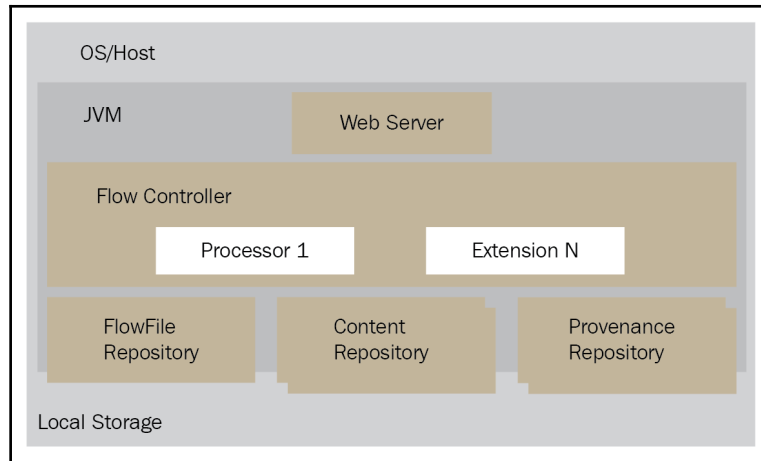 OS/Host
JVM
Web Server
Flow Controller
Processor 1
Extension N
FlowFile
Repository
Content
Repository
Provenance
Repository
Local Storage